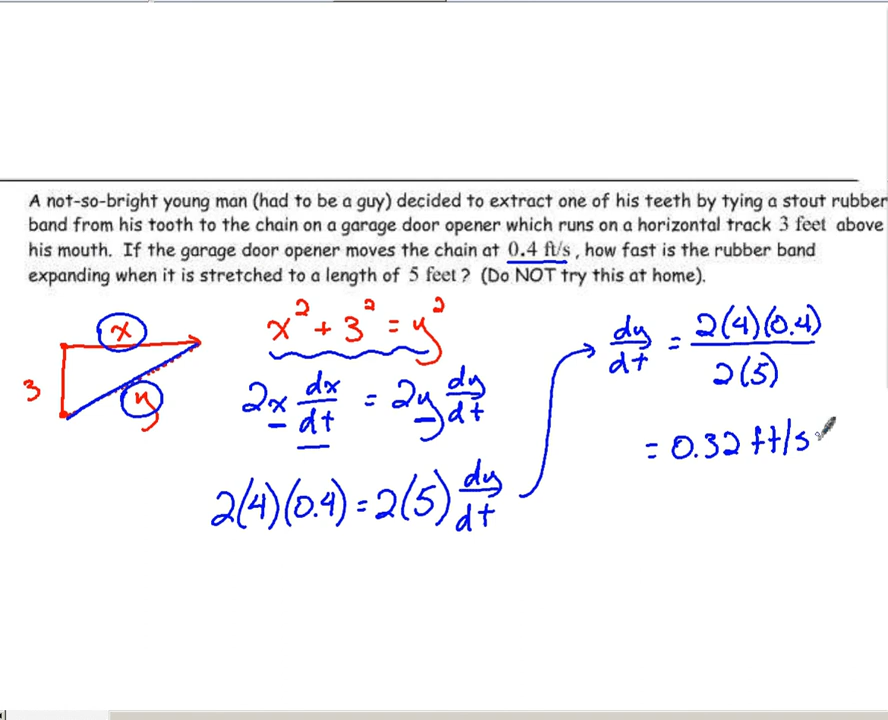 A not-so-bright young man (had to be a guy) decided to extract one of his teeth by tying a stout rubber
band from his tooth to the chain on a garage door opener which runs on a horizontal track 3 feet above
his mouth. If the garage door opener moves the chain at 0.4 ft/s, how fast is the rubber band
expanding when it is stretched to a length of 5 feet? (Do NOT try this at home).
x
3
y
x² + 3² = y²
2x dx/dt = 2y dy/dt
2(4)(0.4) = 2(5) dy/dt
dy/dt = 2(4)(0.4)/2(5)
= 0.32 ft/s